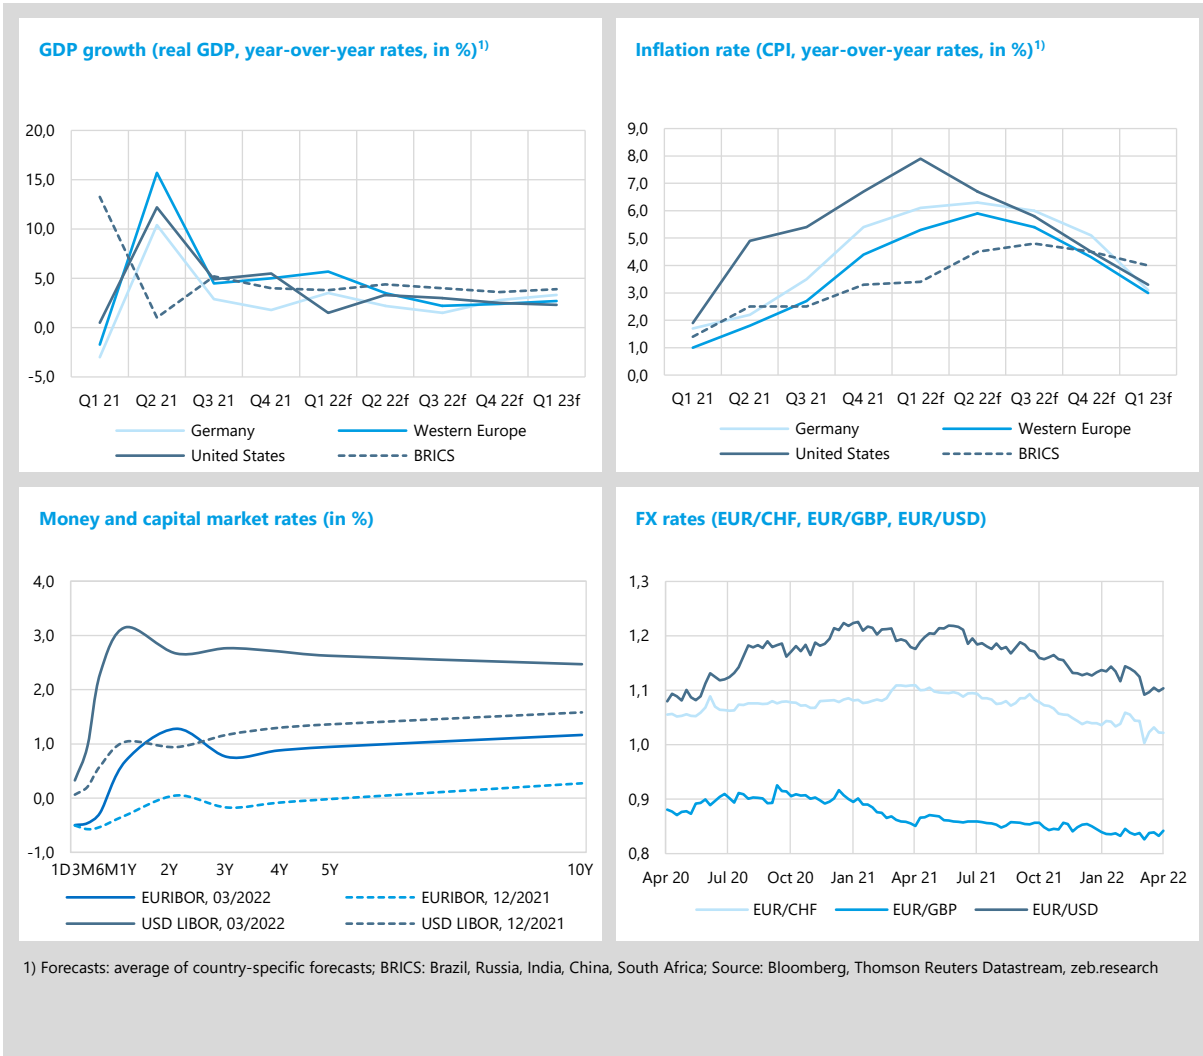 GDP growth (real GDP, year-over-year rates, in %)1)
20,0
15,0
10,0
5,0
0,0
-5,0
Q1 21 Q2 21 Q3 21 Q4 21 Q1 22f Q2 22f Q3 22f Q4 22f Q1 23f
Germany Western Europe
United States BRICS
Inflation rate (CPI, year-over-year rates, in %)1)
9,0
8,0
7,0
6,0
5,0
4,0
3,0
2,0
1,0
0,0
Q1 21 Q2 21 Q3 21 Q4 21 Q1 22f Q2 22f Q3 22f Q4 22f Q1 23f
Germany Western Europe
United States BRICS
Money and capital market rates (in %)
4,0
3,0
2,0
1,0
0,0
-1,0
1D 3M 6M 1Y 2Y 3Y 4Y 5Y 10Y
EURIBOR, 03/2022 EURIBOR, 12/2021
USD LIBOR, 03/2022 USD LIBOR, 12/2021
FX rates (EUR/CHF, EUR/GBP, EUR/USD)
1,3
1,2
1,1
1,0
0,9
0,8
Apr 20 Jul 20 Oct 20 Jan 21 Apr 21 Jul 21 Oct 21 Jan 22 Apr 22
EUR/CHF EUR/GBP EUR/USD
1) Forecasts: average of country-specific forecasts; BRICS: Brazil, Russia, India, China, South Africa; Source: Bloomberg, Thomson Reuters Datastream, zeb.research